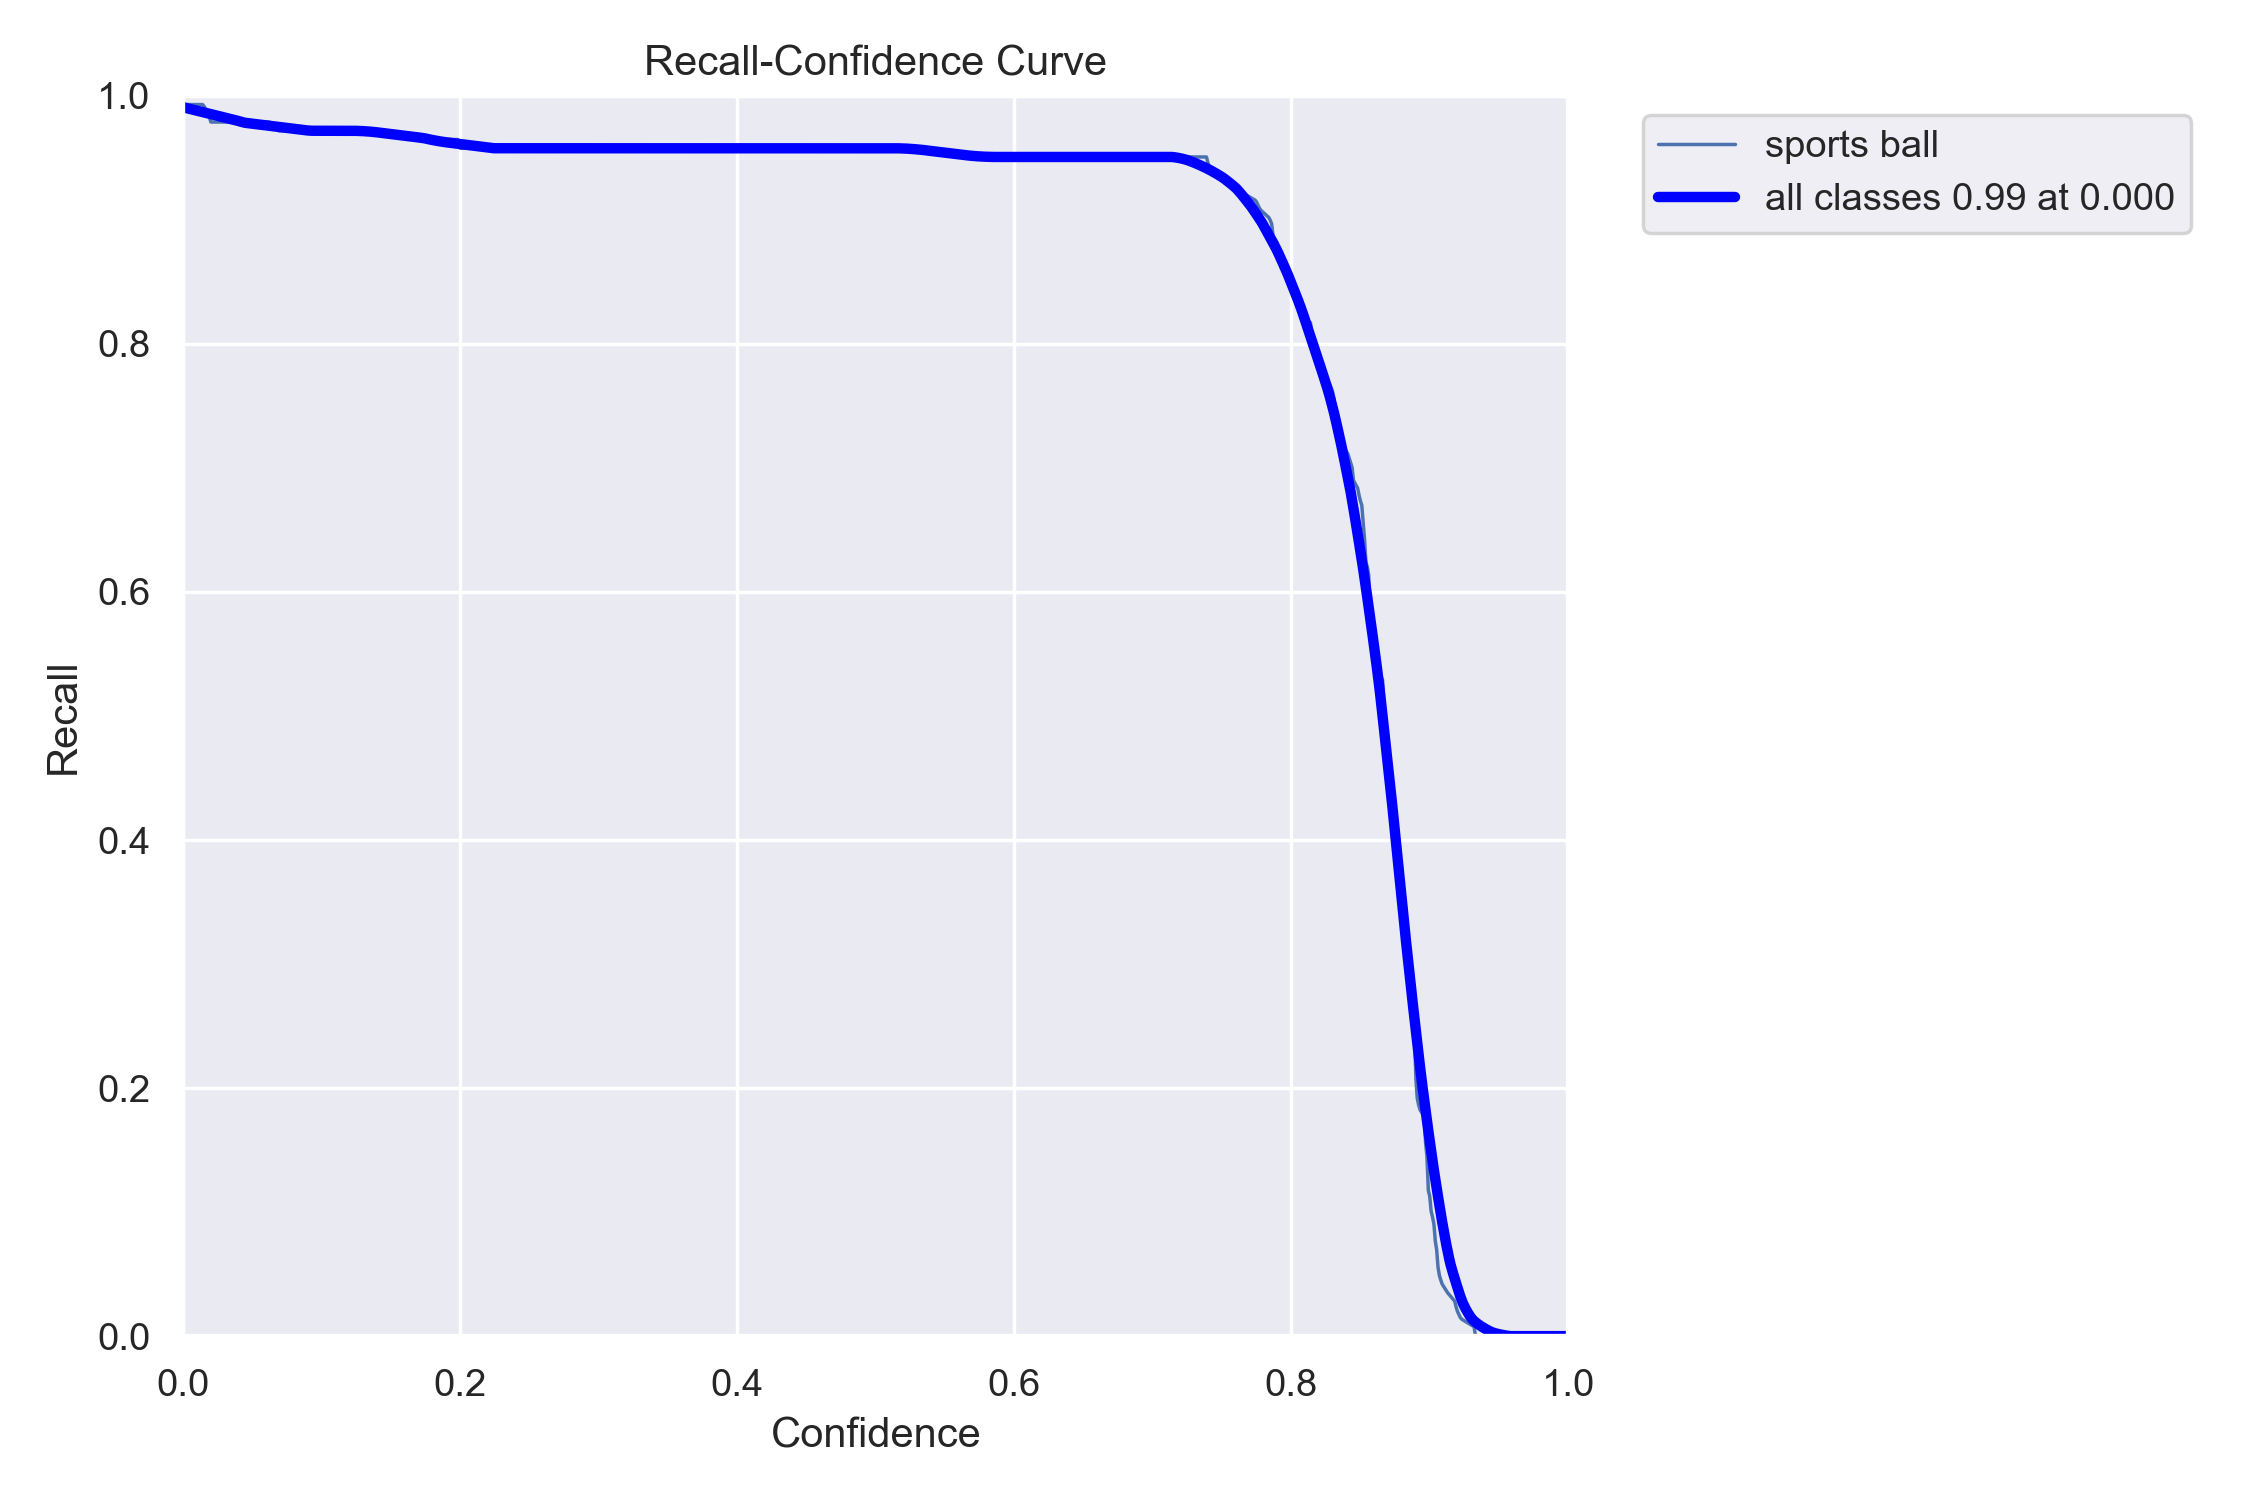 Recall-Confidence Curve
1.0
0.8
0.6
0.4
0.2
0.0
Recall
0.0 0.2 0.4 0.6 0.8 1.0
Confidence
sports ball
all classes 0.99 at 0.000